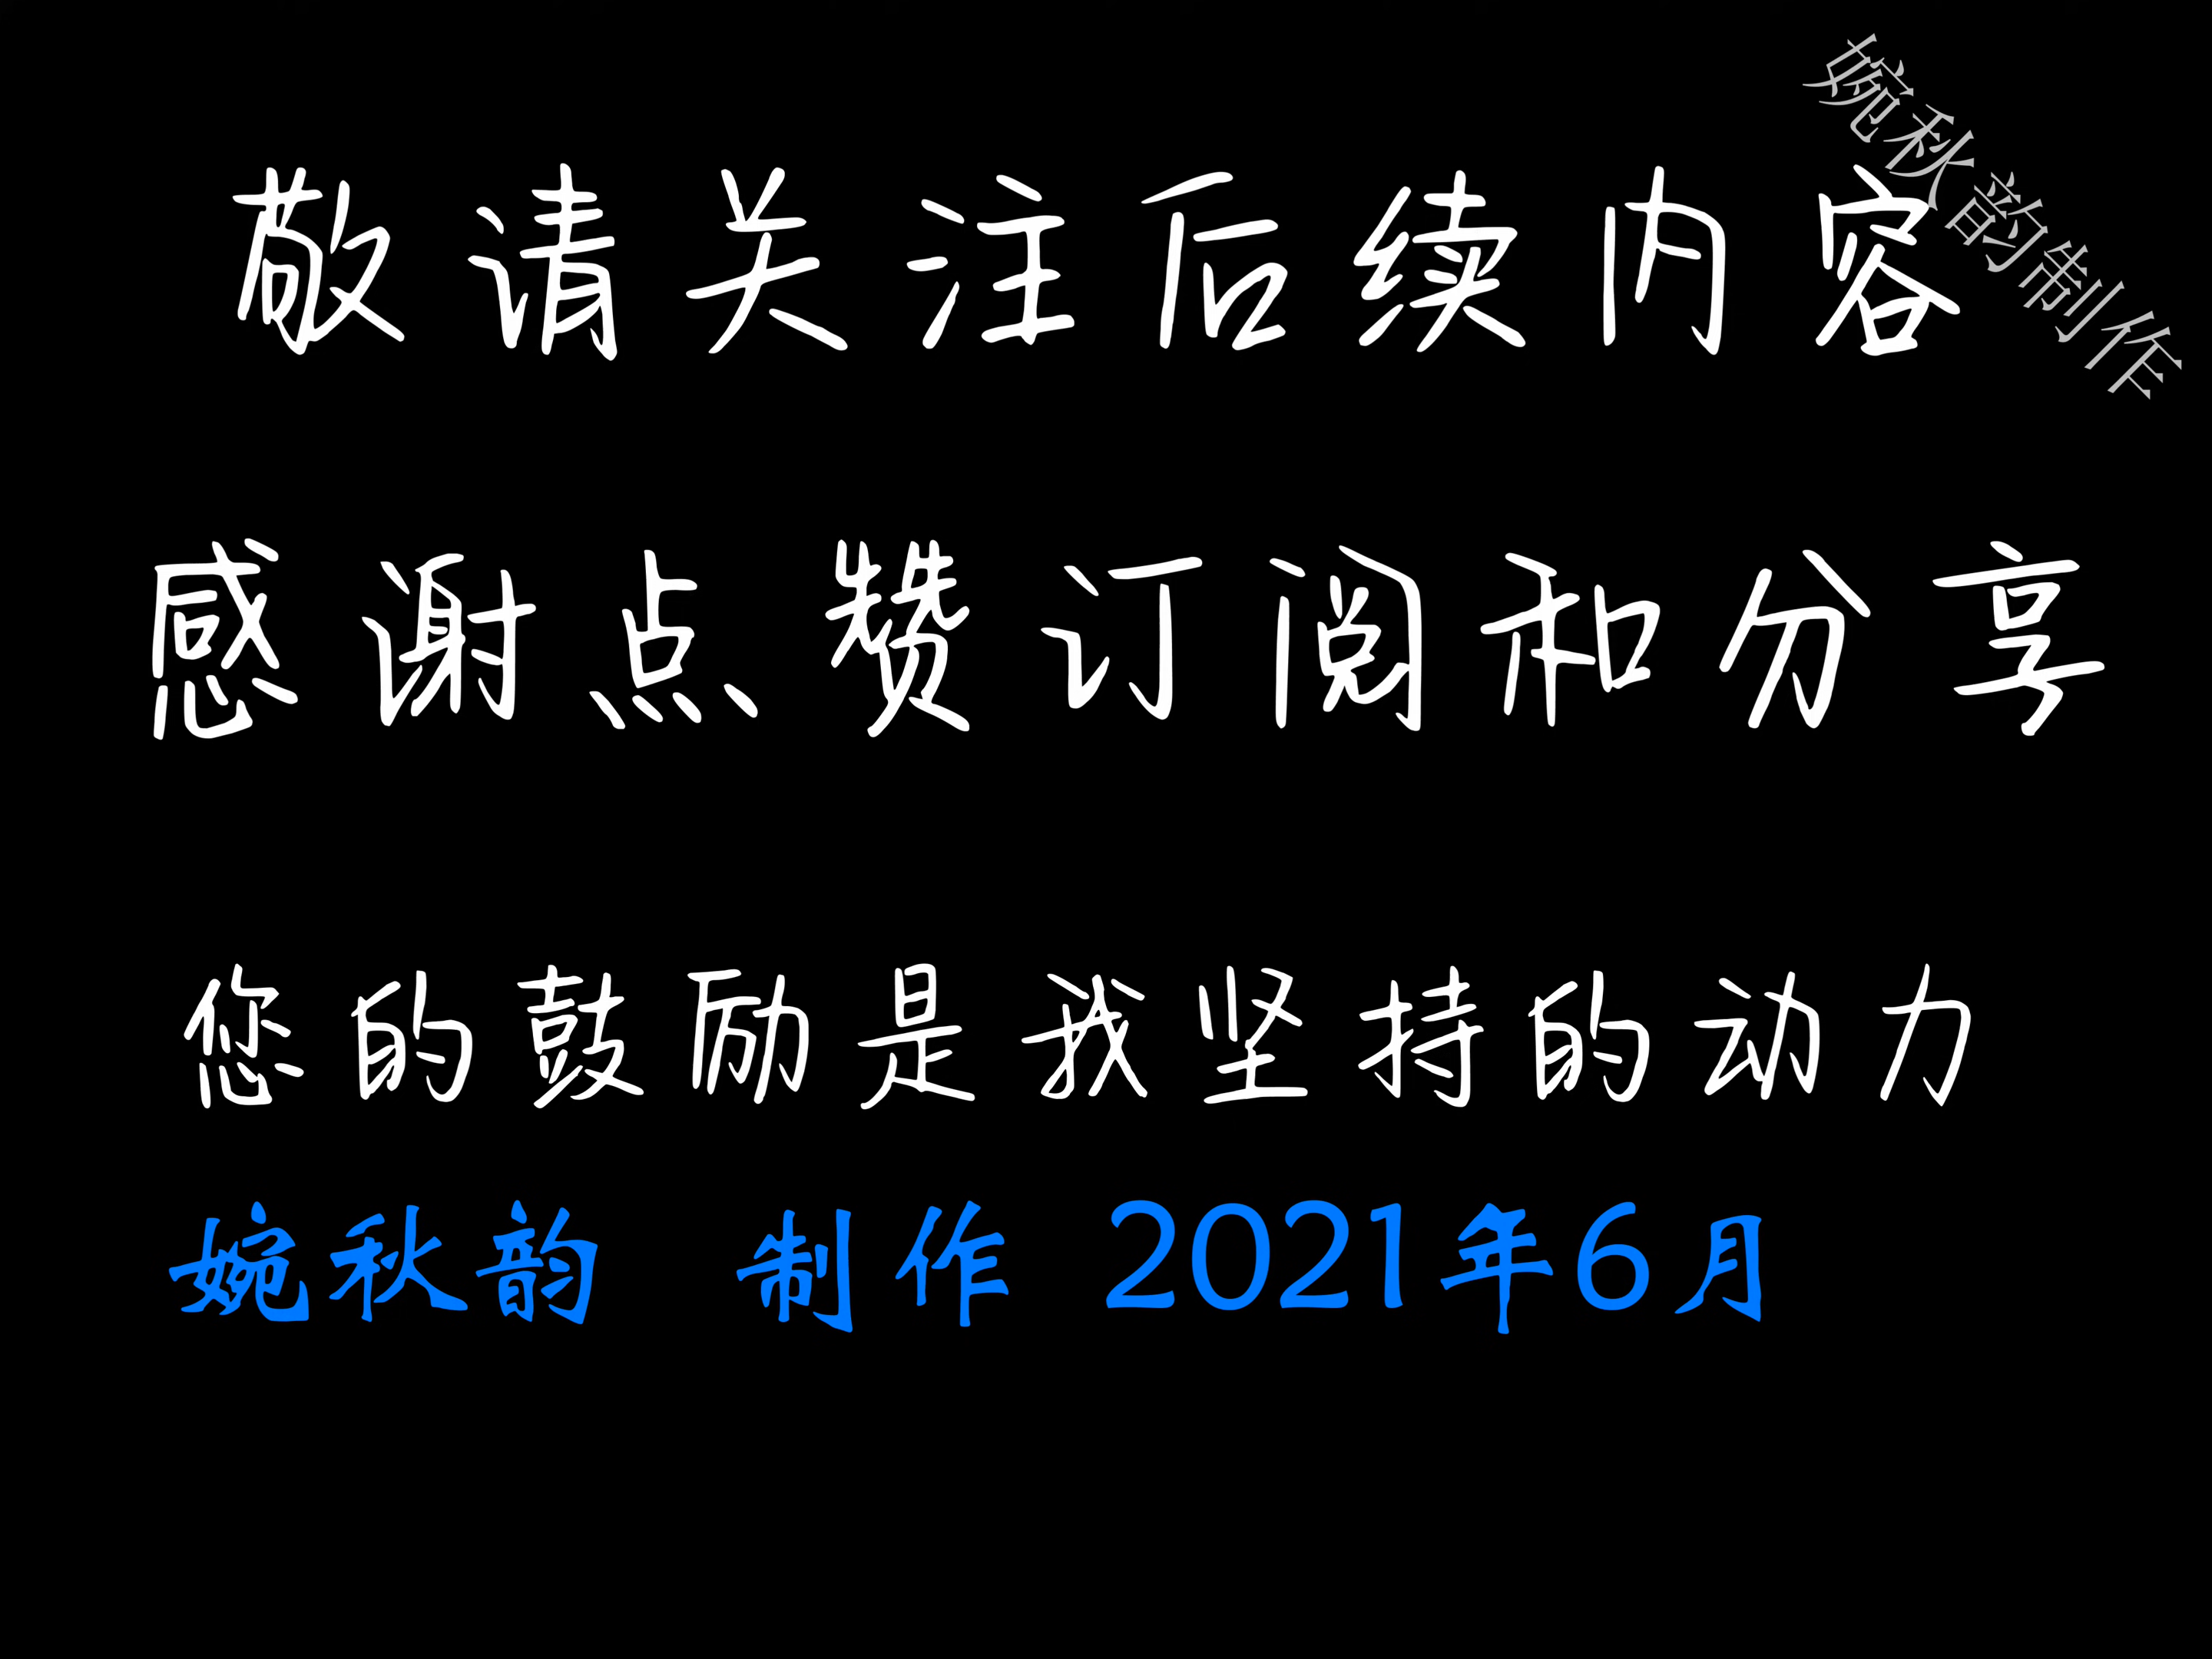 婉秋韵制作
敬请关注后续内容
感谢点赞订阅和分享
您的鼓励是我坚持的动力
婉秋韵 制作 2021年6月